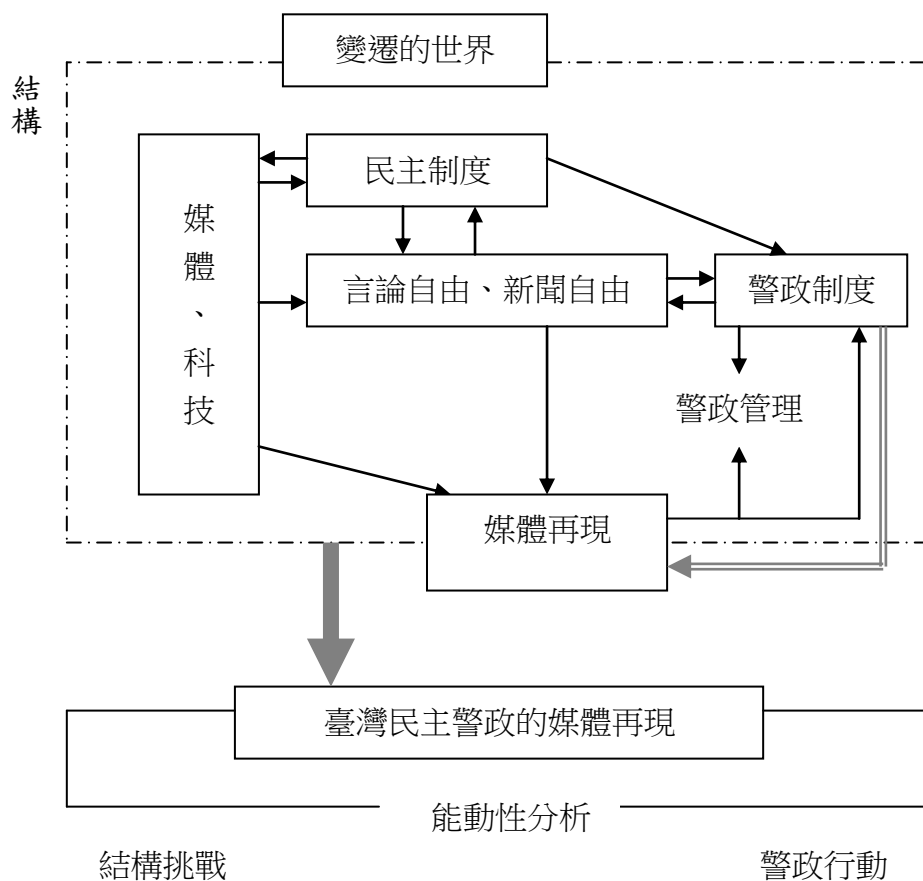 變遷的世界
結構
民主制度
媒體、科技
言論自由、新聞自由
警政制度
警政管理
媒體再現
臺灣民主警政的媒體再現
能動性分析
結構挑戰
警政行動